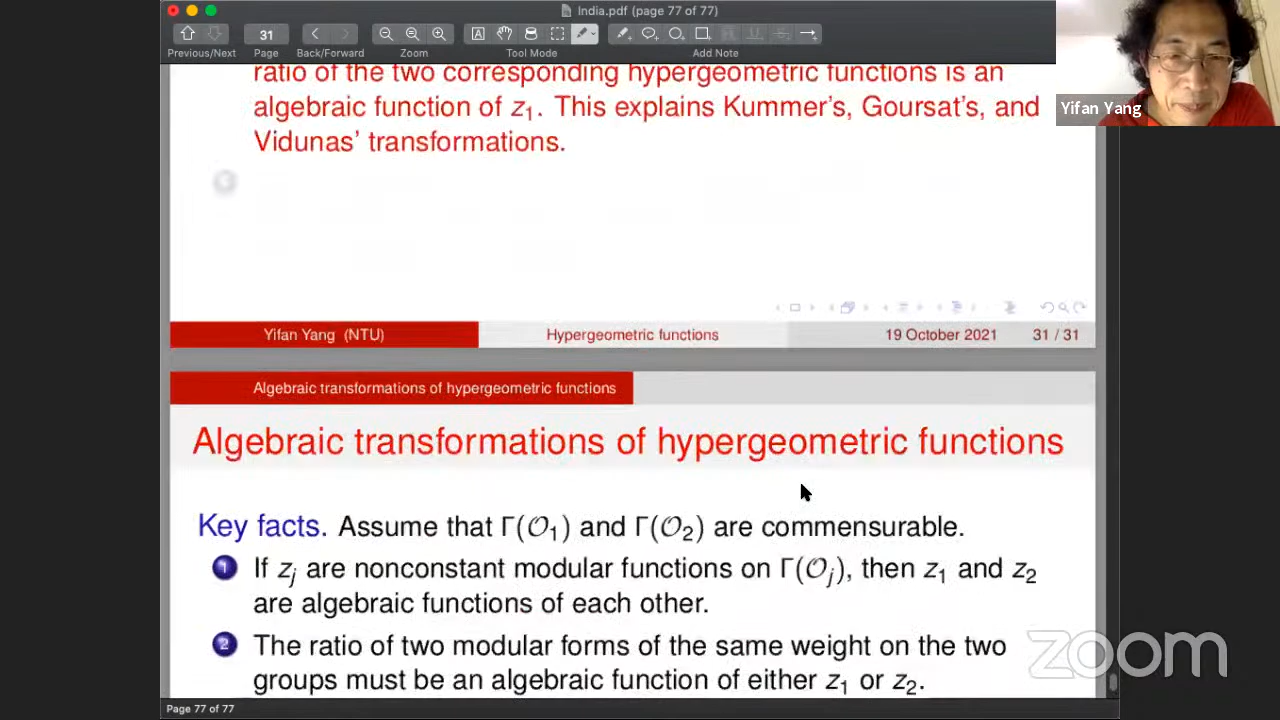 India.pdf (page 77 of 77)
31
Previous/Next Page Back/Forward Zoom Tool Mode Add Note
Yifan Yang
ratio of the two corresponding hypergeometric functions is an
algebraic function of z₁. This explains Kummer's, Goursat's, and
Vidunas' transformations.
Yifan Yang (NTU) Hypergeometric functions 19 October 2021 31 / 31
Algebraic transformations of hypergeometric functions
Algebraic transformations of hypergeometric functions
Key facts. Assume that Γ(𝒪₁) and Γ(𝒪₂) are commensurable.
1 If zⱼ are nonconstant modular functions on Γ(𝒪ⱼ), then z₁ and z₂
are algebraic functions of each other.
2 The ratio of two modular forms of the same weight on the two
groups must be an algebraic function of either z₁ or z₂.
zoom
Page 77 of 77